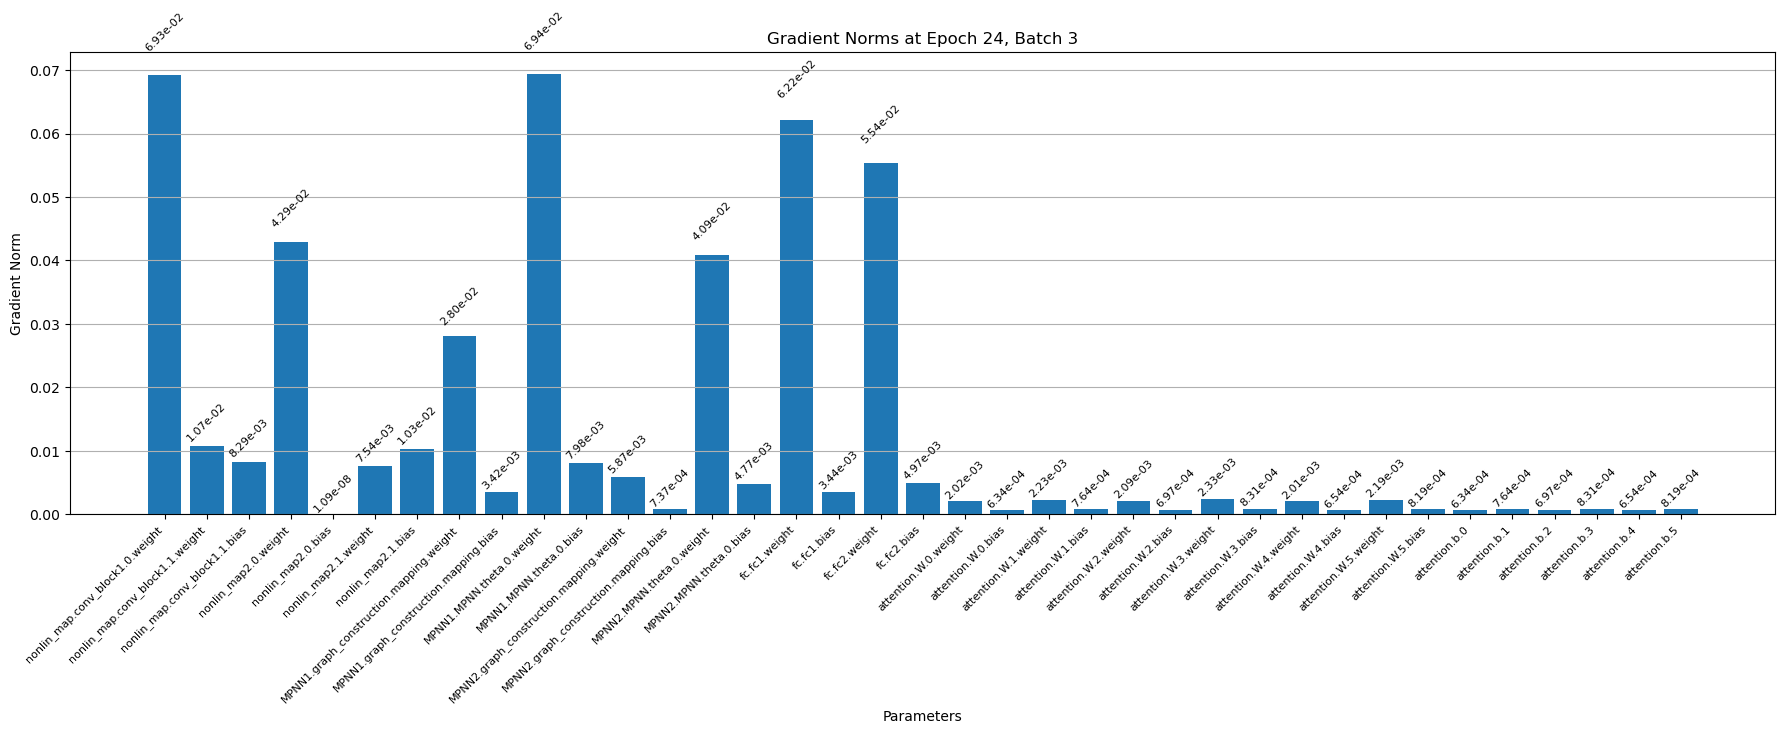 Gradient Norms at Epoch 24, Batch 3
Gradient Norm
0.07
0.06
0.05
0.04
0.03
0.02
0.01
0.00
6.93e-02
1.07e-02
8.29e-03
4.29e-02
1.09e-08
7.54e-03
1.03e-02
2.80e-02
3.42e-03
6.94e-02
7.98e-03
5.87e-03
7.37e-04
4.09e-02
4.77e-03
6.22e-02
3.44e-03
5.54e-02
4.97e-03
2.02e-03
6.34e-04
2.23e-03
7.64e-04
2.09e-03
6.97e-04
2.33e-03
8.31e-04
2.01e-03
6.54e-04
2.19e-03
8.19e-04
6.34e-04
7.64e-04
6.97e-04
8.31e-04
6.54e-04
8.19e-04
nonlin_map.conv_block1.0.weight
nonlin_map.conv_block1.1.weight
nonlin_map.conv_block1.1.bias
nonlin_map2.0.weight
nonlin_map2.0.bias
nonlin_map2.1.weight
nonlin_map2.1.bias
MPNN1.graph_construction.mapping.weight
MPNN1.graph_construction.mapping.bias
MPNN1.MPNN.theta.0.weight
MPNN1.MPNN.theta.0.bias
MPNN2.graph_construction.mapping.weight
MPNN2.graph_construction.mapping.bias
MPNN2.MPNN.theta.0.weight
MPNN2.MPNN.theta.0.bias
fc.fc1.weight
fc.fc1.bias
fc.fc2.weight
fc.fc2.bias
attention.W.0.weight
attention.W.0.bias
attention.W.1.weight
attention.W.1.bias
attention.W.2.weight
attention.W.2.bias
attention.W.3.weight
attention.W.3.bias
attention.W.4.weight
attention.W.4.bias
attention.W.5.weight
attention.W.5.bias
attention.b.0
attention.b.1
attention.b.2
attention.b.3
attention.b.4
attention.b.5
Parameters